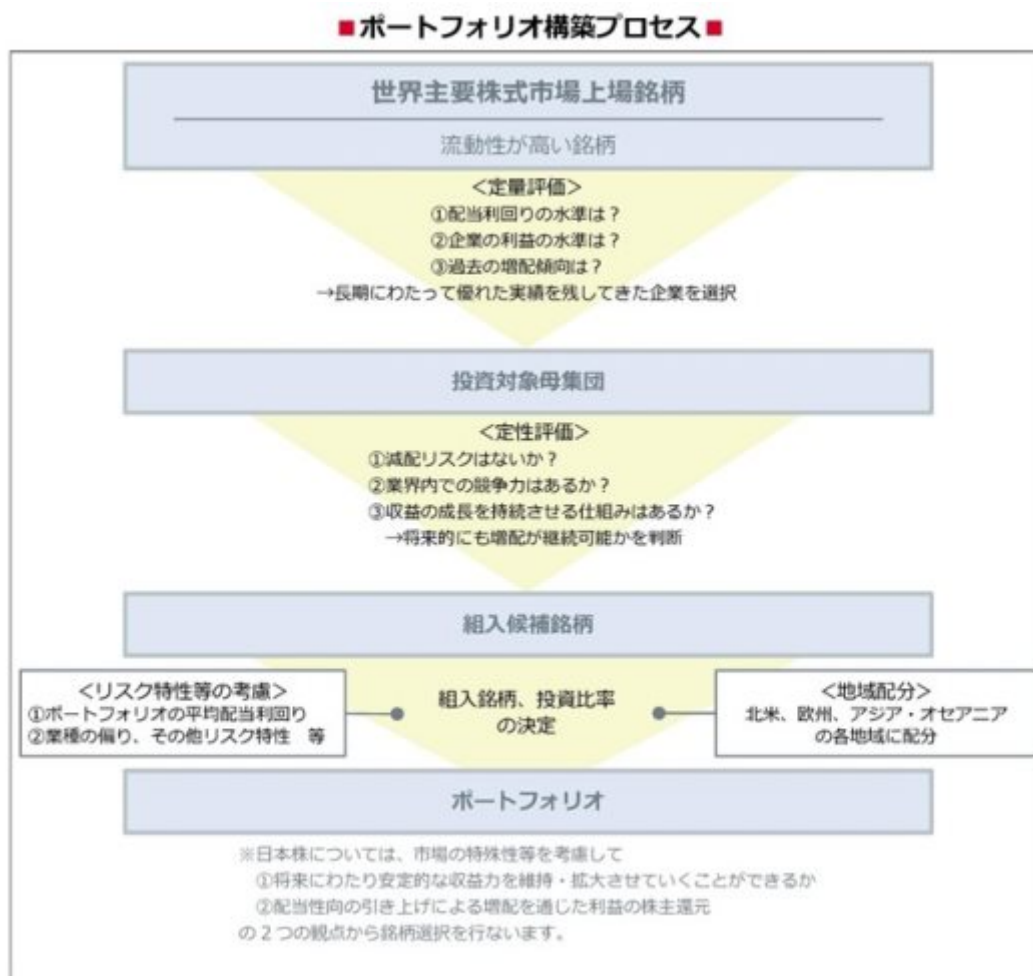 ■ポートフォリオ構築プロセス■
世界主要株式市場上場銘柄
流動性が高い銘柄
＜定量評価＞
①配当利回りの水準は？
②企業の利益の水準は？
③過去の増配傾向は？
→長期にわたって優れた実績を残してきた企業を選択
投資対象母集団
＜定性評価＞
①減配リスクはないか？
②業界内での競争力はあるか？
③収益の成長を持続させる仕組みはあるか？
→将来的にも増配が継続可能かを判断
組入候補銘柄
＜リスク特性等の考慮＞
①ポートフォリオの平均配当利回り
②業種の偏り、その他リスク特性　等
組入銘柄、投資比率
の決定
＜地域配分＞
北米、欧州、アジア・オセアニア
の各地域に配分
ポートフォリオ
※日本株については、市場の特殊性等を考慮して
①将来にわたり安定的な収益力を維持・拡大させていくことができるか
②配当性向の引き上げによる増配を通じた利益の株主還元
の２つの観点から銘柄選択を行ないます。